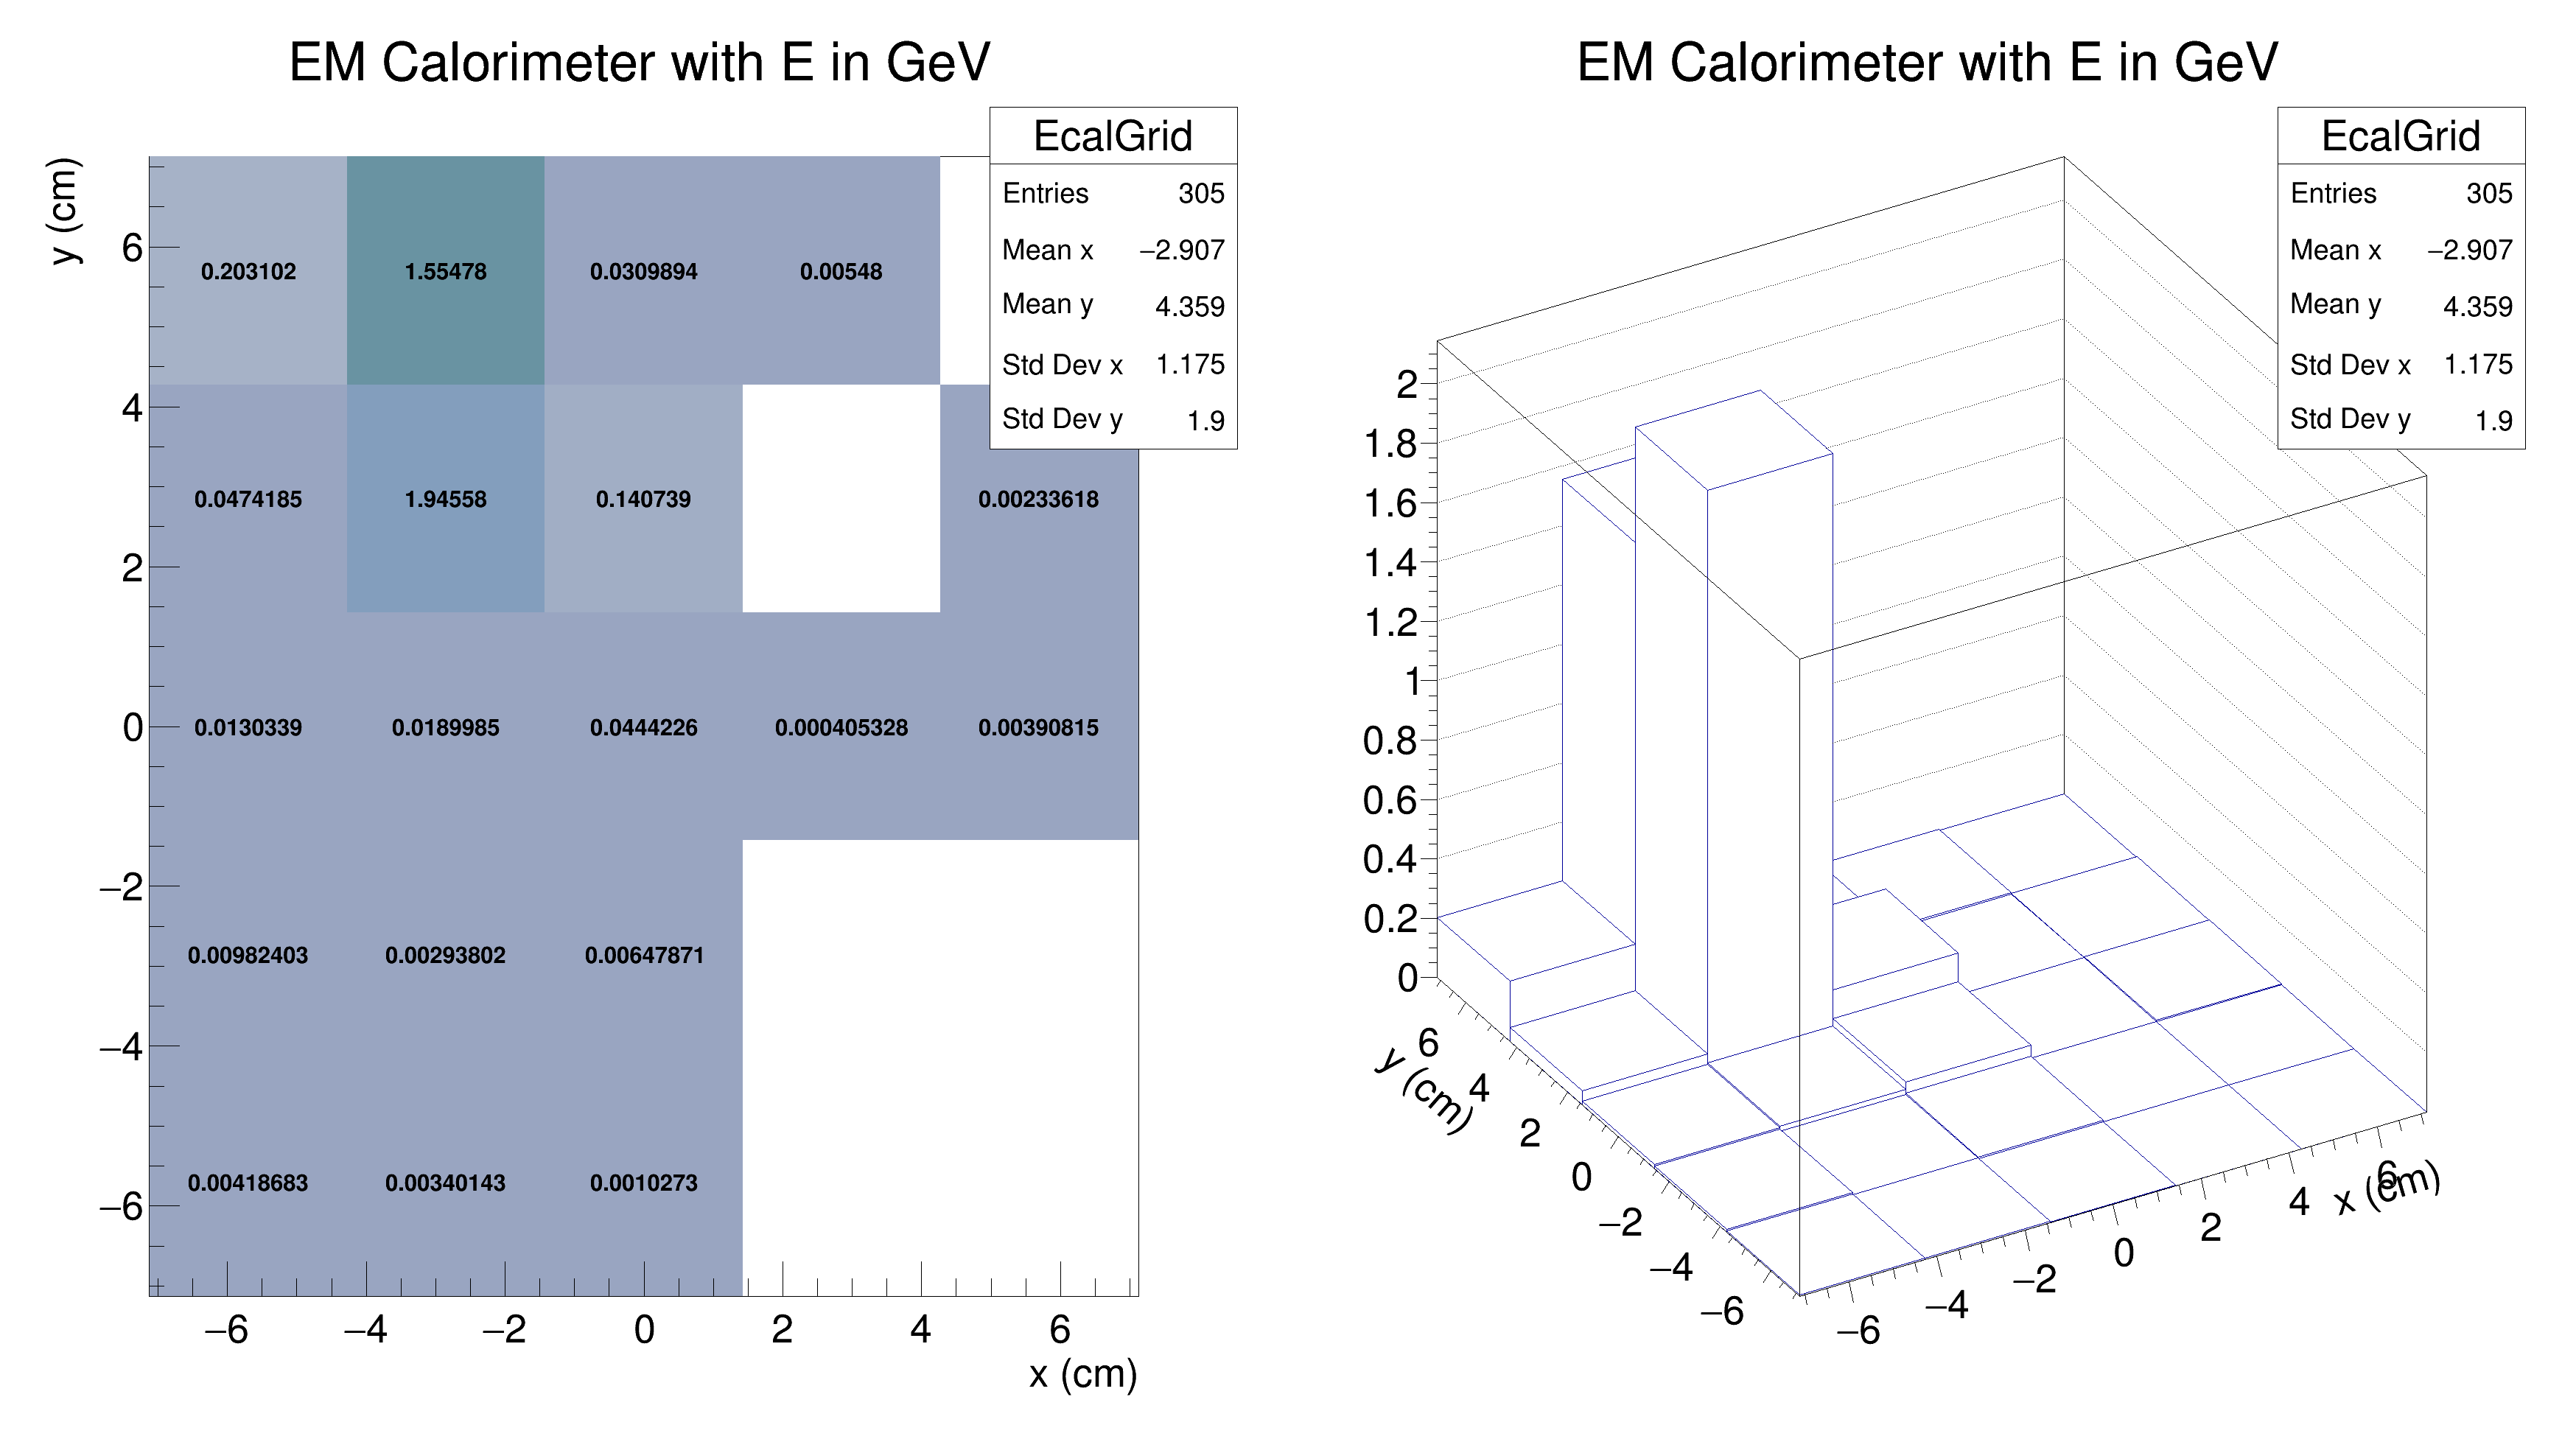 EM Calorimeter with E in GeV
EcalGrid
Entries 305
Mean x −2.907
Mean y 4.359
Std Dev x 1.175
Std Dev y 1.9
y (cm)
6
4
2
0
−2
−4
−6
0.203102 1.55478 0.0309894 0.00548
0.0474185 1.94558 0.140739 0.00233618
0.0130339 0.0189985 0.0444226 0.000405328 0.00390815
0.00982403 0.00293802 0.00647871
0.00418683 0.00340143 0.0010273
−6 −4 −2 0 2 4 6
x (cm)
EM Calorimeter with E in GeV
EcalGrid
Entries 305
Mean x −2.907
Mean y 4.359
Std Dev x 1.175
Std Dev y 1.9
2
1.8
1.6
1.4
1.2
1
0.8
0.6
0.4
0.2
0
6
4
2
0
−2
−4
−6
y (cm)
−6
−4
−2
0
2
4
6
x (cm)